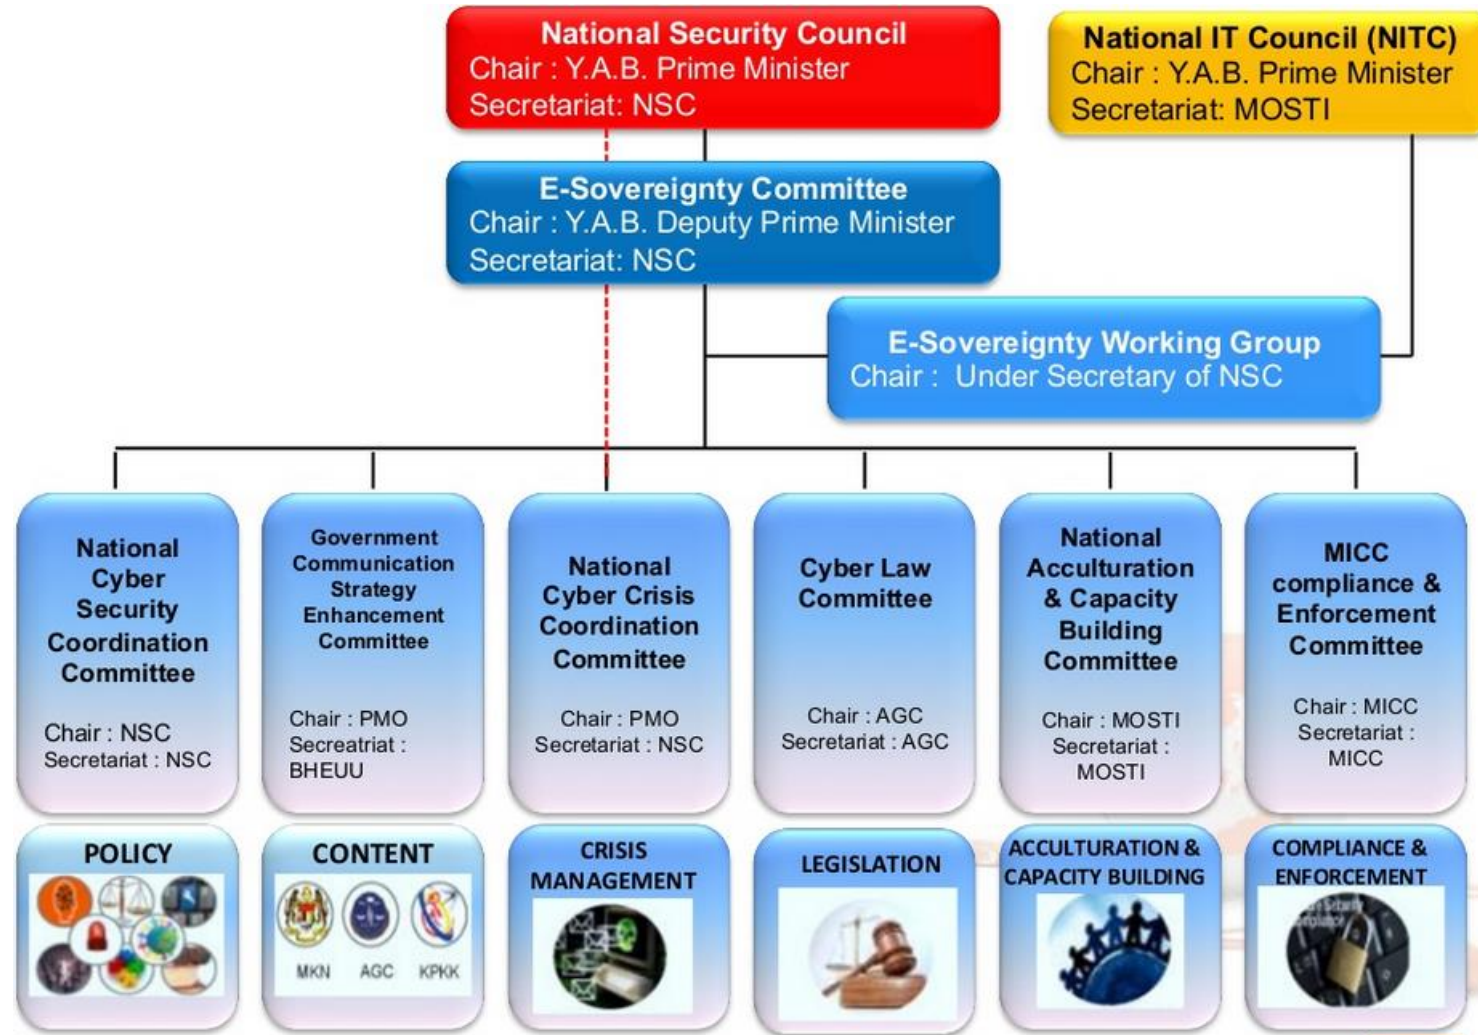 National Security Council
Chair : Y.A.B. Prime Minister
Secretariat: NSC
National IT Council (NITC)
Chair : Y.A.B. Prime Minister
Secretariat: MOSTI
E-Sovereignty Committee
Chair : Y.A.B. Deputy Prime Minister
Secretariat: NSC
E-Sovereignty Working Group
Chair : Under Secretary of NSC
National
Cyber
Security
Coordination
Committee
Chair : NSC
Secretariat : NSC
Government
Communication
Strategy
Enhancement
Committee
Chair : PMO
Secreatriat :
BHEUU
National
Cyber Crisis
Coordination
Committee
Chair : PMO
Secretariat : NSC
Cyber Law
Committee
Chair : AGC
Secretariat : AGC
National
Acculturation
& Capacity
Building
Committee
Chair : MOSTI
Secretariat :
MOSTI
MICC
compliance &
Enforcement
Committee
Chair : MICC
Secretariat :
MICC
POLICY
CONTENT
MKN AGC KPKK
CRISIS
MANAGEMENT
LEGISLATION
ACCULTURATION &
CAPACITY BUILDING
COMPLIANCE &
ENFORCEMENT
Security